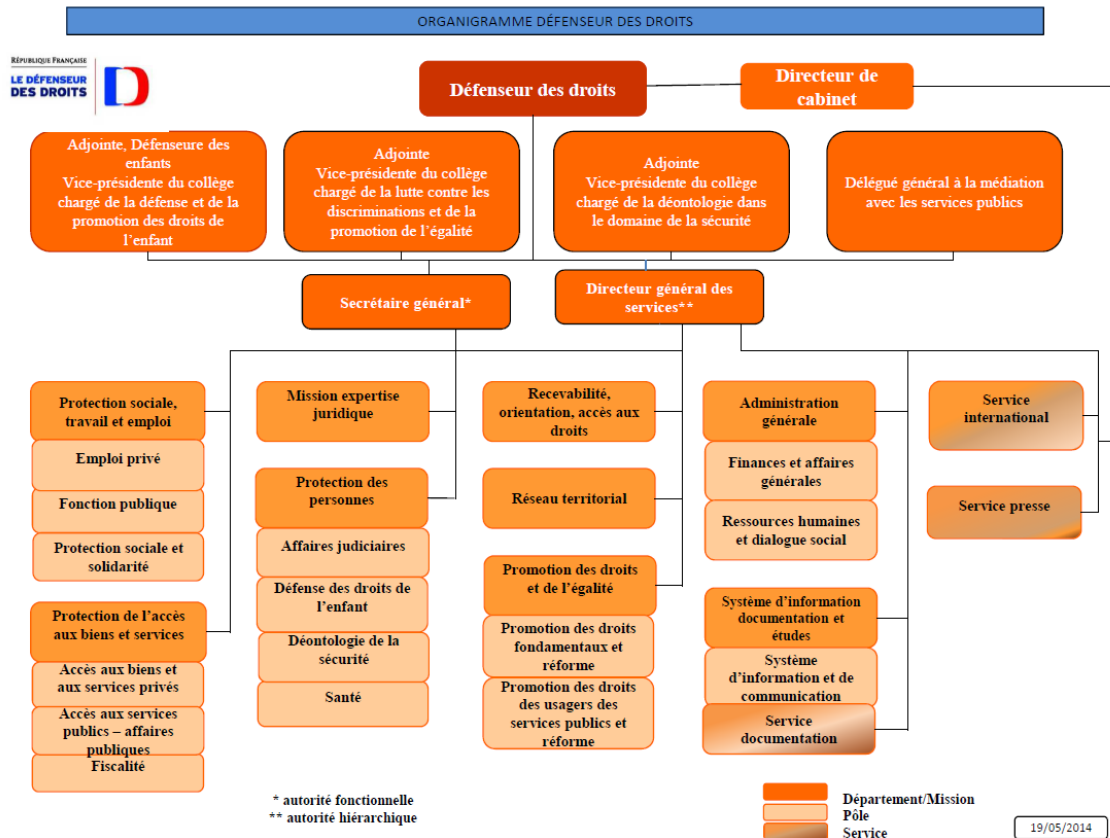 ORGANIGRAMME DÉFENSEUR DES DROITS
RÉPUBLIQUE FRANÇAISE
LE DÉFENSEUR
DES DROITS
Défenseur des droits
Directeur de
cabinet
Adjointe, Défenseure des
enfants
Vice-présidente du collège
chargé de la défense et de la
promotion des droits de
l’enfant
Adjointe
Vice-présidente du collège
chargé de la lutte contre les
discriminations et de la
promotion de l’égalité
Adjointe
Vice-présidente du collège
chargé de la déontologie dans
le domaine de la sécurité
Délégué général à la médiation
avec les services publics
Secrétaire général*
Directeur général des
services**
Protection sociale,
travail et emploi
Emploi privé
Fonction publique
Protection sociale et
solidarité
Protection de l’accès
aux biens et services
Accès aux biens et
aux services privés
Accès aux services
publics – affaires
publiques
Fiscalité
Mission expertise
juridique
Protection des
personnes
Affaires judiciaires
Défense des droits de
l’enfant
Déontologie de la
sécurité
Santé
Recevabilité,
orientation, accès aux
droits
Réseau territorial
Promotion des droits
et de l’égalité
Promotion des droits
fondamentaux et
réforme
Promotion des droits
des usagers des
services publics et
réforme
Administration
générale
Finances et affaires
générales
Ressources humaines
et dialogue social
Système d’information
documentation et
études
Système
d’information et de
communication
Service
documentation
Service
international
Service presse
* autorité fonctionnelle
** autorité hiérarchique
Département/Mission
Pôle
Service
19/05/2014